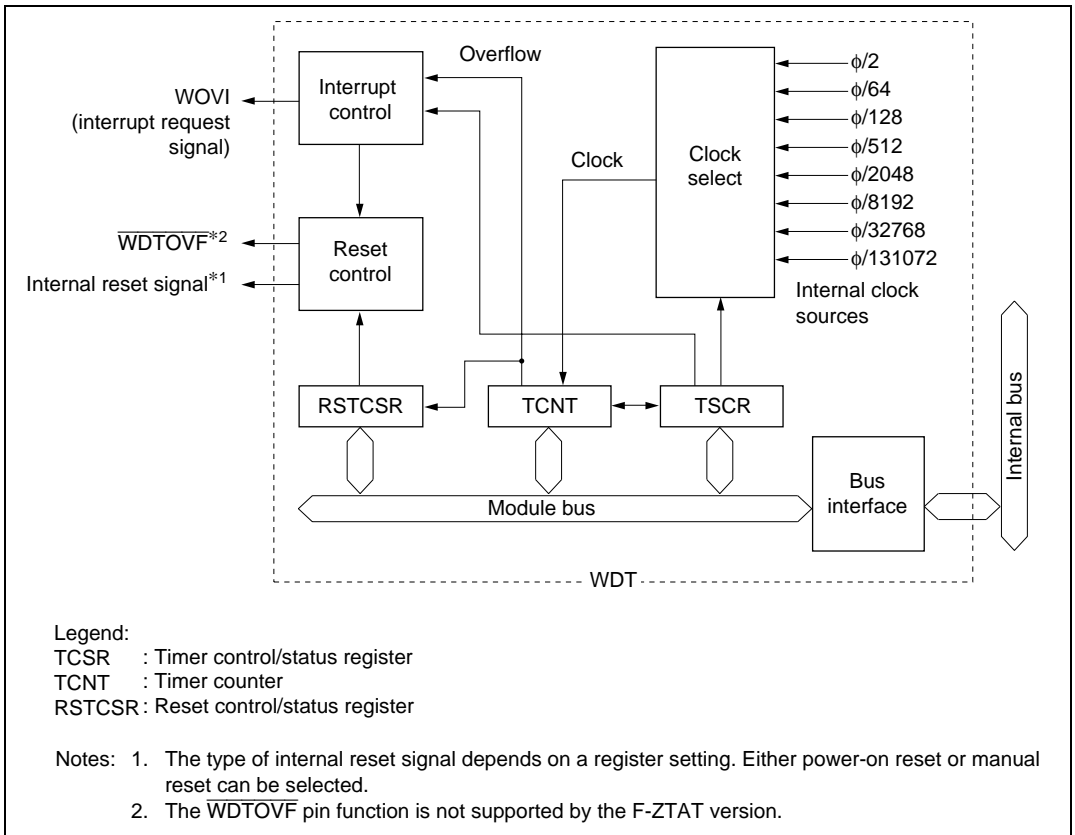 Overflow
Interrupt
control
WOVI
(interrupt request
signal)
WDTOVF*2
Internal reset signal*1
Reset
control
Clock
Clock
select
ϕ/2
ϕ/64
ϕ/128
ϕ/512
ϕ/2048
ϕ/8192
ϕ/32768
ϕ/131072
Internal clock
sources
RSTCSR
TCNT
TSCR
Module bus
Bus
interface
Internal bus
WDT
Legend:
TCSR : Timer control/status register
TCNT : Timer counter
RSTCSR : Reset control/status register
Notes: 1. The type of internal reset signal depends on a register setting. Either power-on reset or manual
reset can be selected.
2. The WDTOVF pin function is not supported by the F-ZTAT version.